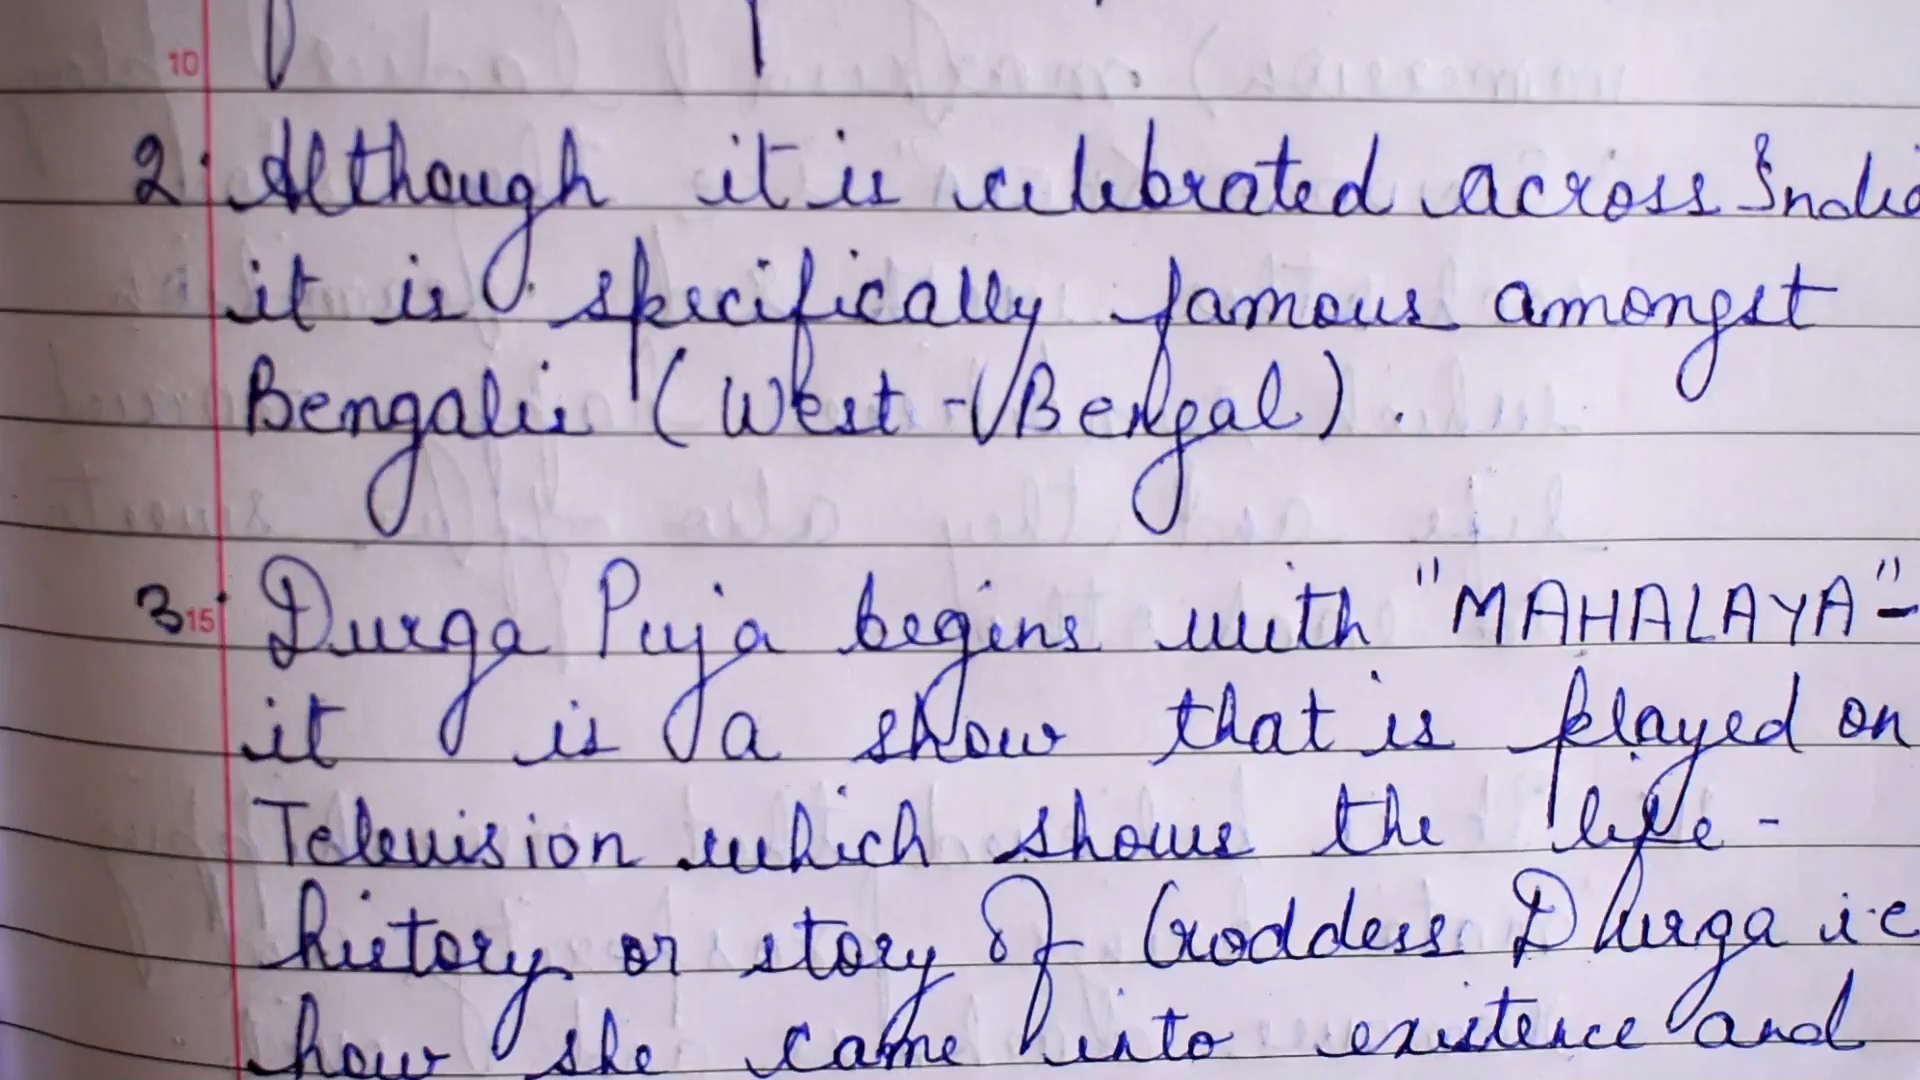 10
2. Although it is celebrated across India
it is specifically famous amongst
Bengalis (West-Bengal).
3. 15 Durga Puja begins with "MAHALAYA"-
it is a show that is played on
Television which shows the life-
history or story of Goddess Durga i.e
how she came into existence and